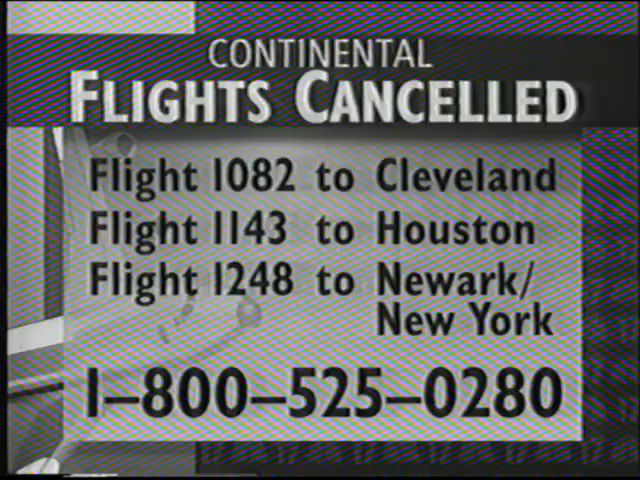 CONTINENTAL
FLIGHTS CANCELLED
Flight 1082 to Cleveland
Flight 1143 to Houston
Flight 1248 to Newark/
New York
1–800–525–0280